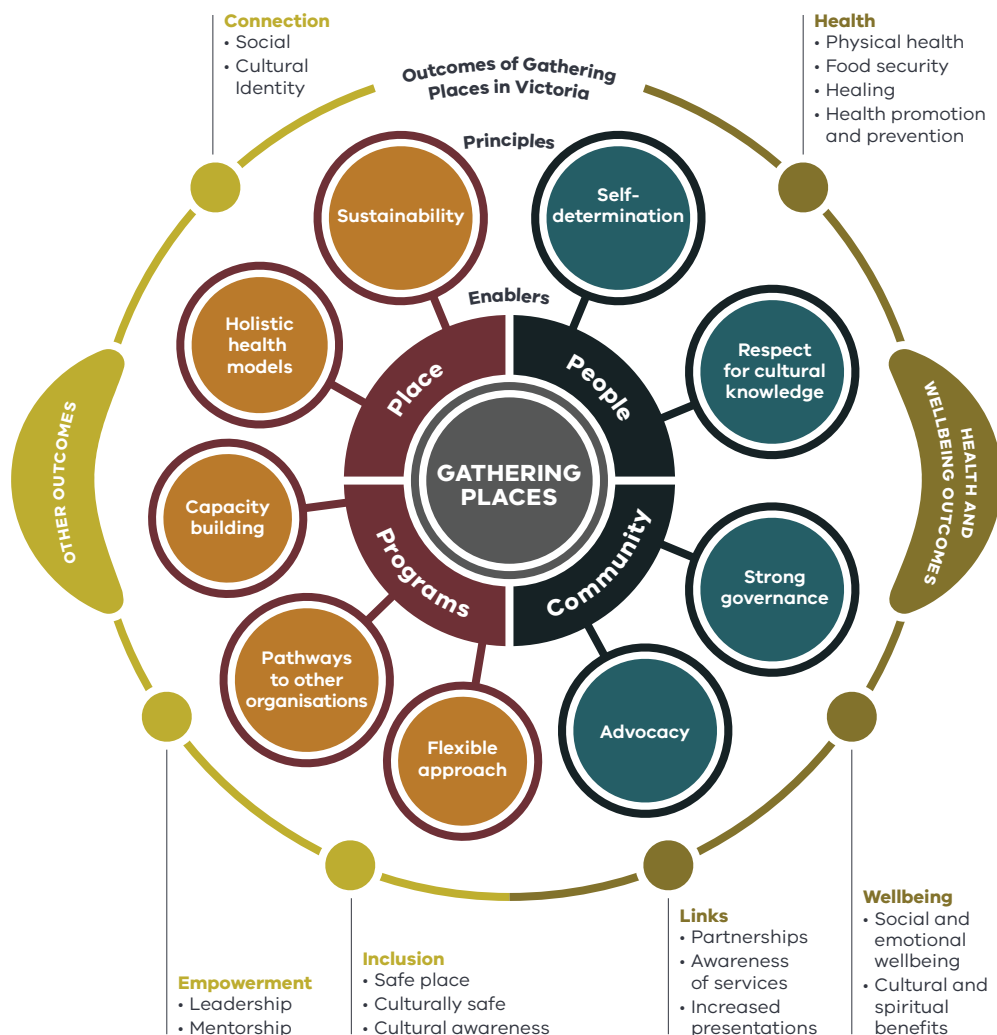 Connection
• Social
• Cultural
Identity
Health
• Physical health
• Food security
• Healing
• Health promotion
and prevention
Outcomes of Gathering
Places in Victoria
Principles
Sustainability
Self-
determination
Enablers
Holistic
health
models
Place
People
Respect
for cultural
knowledge
OTHER OUTCOMES
GATHERING
PLACES
HEALTH AND
WELLBEING OUTCOMES
Capacity
building
Programs
Community
Strong
governance
Pathways
to other
organisations
Flexible
approach
Advocacy
Empowerment
• Leadership
• Mentorship
Inclusion
• Safe place
• Culturally safe
• Cultural awareness
Links
• Partnerships
• Awareness
of services
• Increased
presentations
Wellbeing
• Social and
emotional
wellbeing
• Cultural and
spiritual
benefits